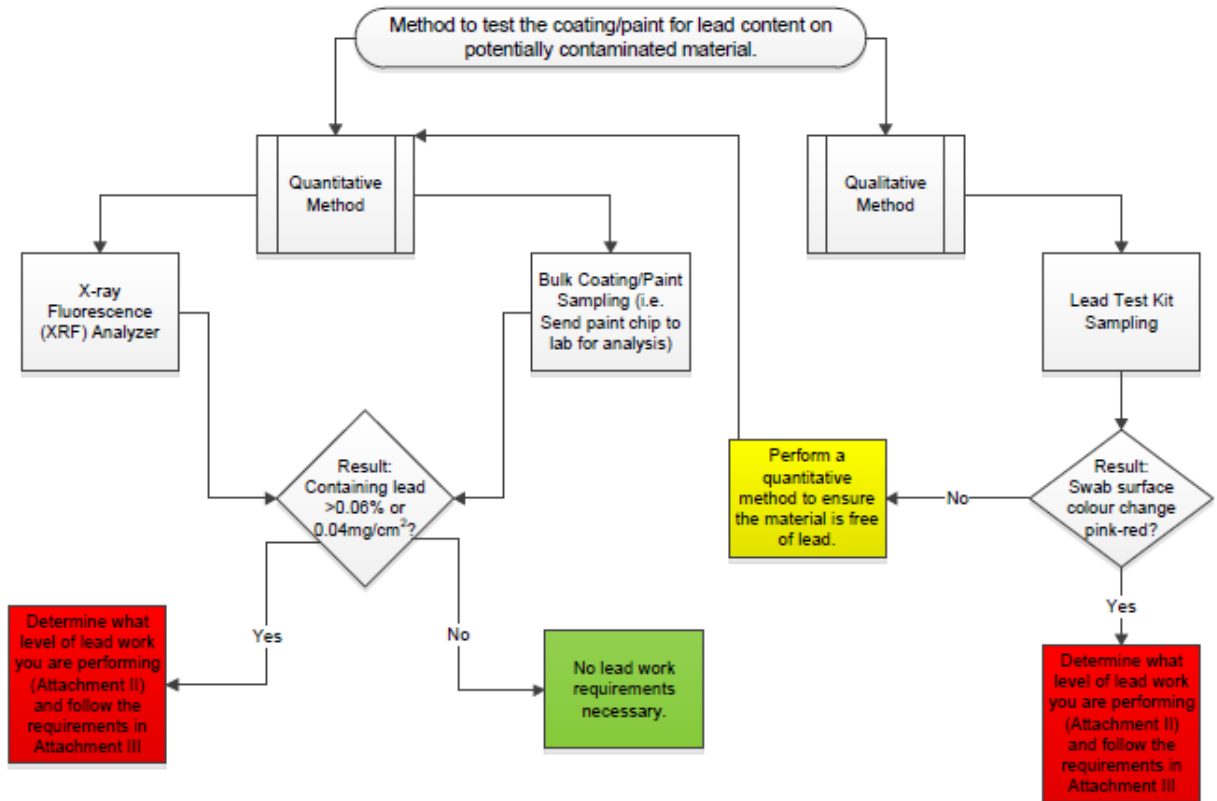 Method to test the coating/paint for lead content on
potentially contaminated material.
Quantitative
Method
Qualitative
Method
X-ray
Fluorescence
(XRF) Analyzer
Bulk Coating/Paint
Sampling (i.e.
Send paint chip to
lab for analysis)
Lead Test Kit
Sampling
Result:
Containing lead
>0.06% or
0.04mg/cm²?
Perform a
quantitative
method to ensure
the material is free
of lead.
No
Result:
Swab surface
colour change
pink-red?
Yes
No
Yes
Determine what
level of lead work
you are performing
(Attachment II)
and follow the
requirements in
Attachment III
No lead work
requirements
necessary.
Determine what
level of lead work
you are performing
(Attachment II)
and follow the
requirements in
Attachment III